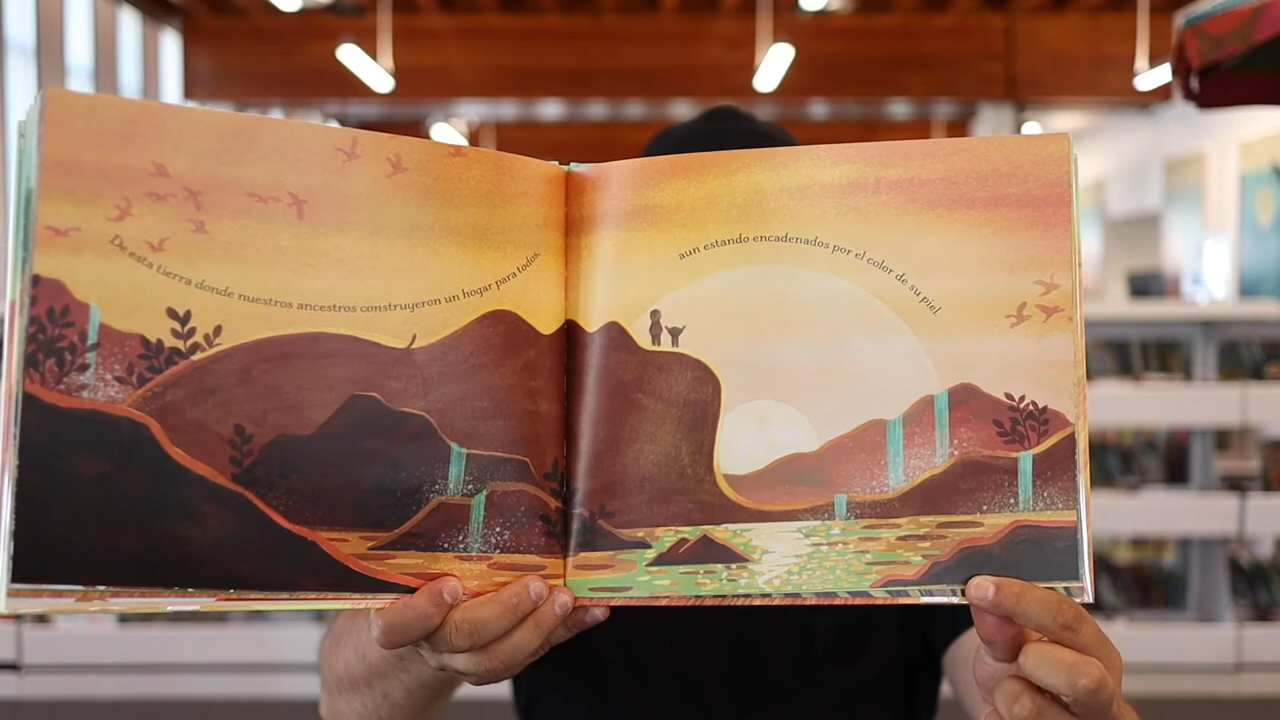 De esta tierra donde nuestros ancestros construyeron un hogar para todos,
aun estando encadenados por el color de su piel.